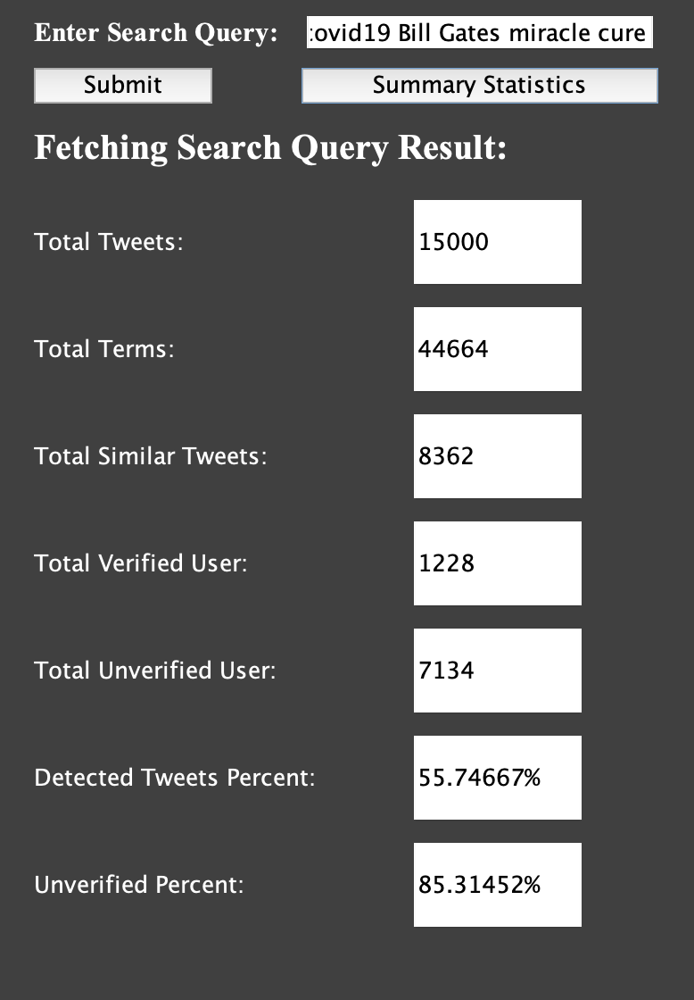 Enter Search Query: :ovid19 Bill Gates miracle cure
Submit Summary Statistics
Fetching Search Query Result:
Total Tweets: 15000
Total Terms: 44664
Total Similar Tweets: 8362
Total Verified User: 1228
Total Unverified User: 7134
Detected Tweets Percent: 55.74667%
Unverified Percent: 85.31452%